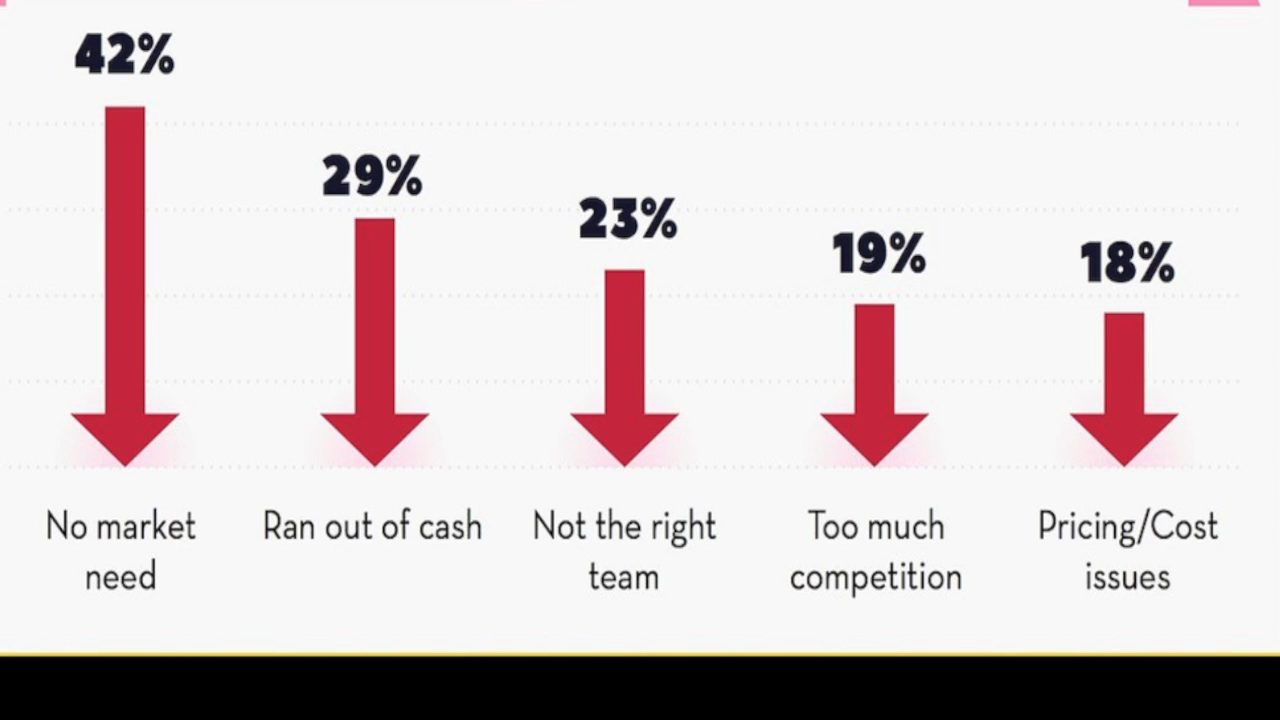 42%
29%
23%
19%
18%
No market
need
Ran out of cash
Not the right
team
Too much
competition
Pricing/Cost
issues